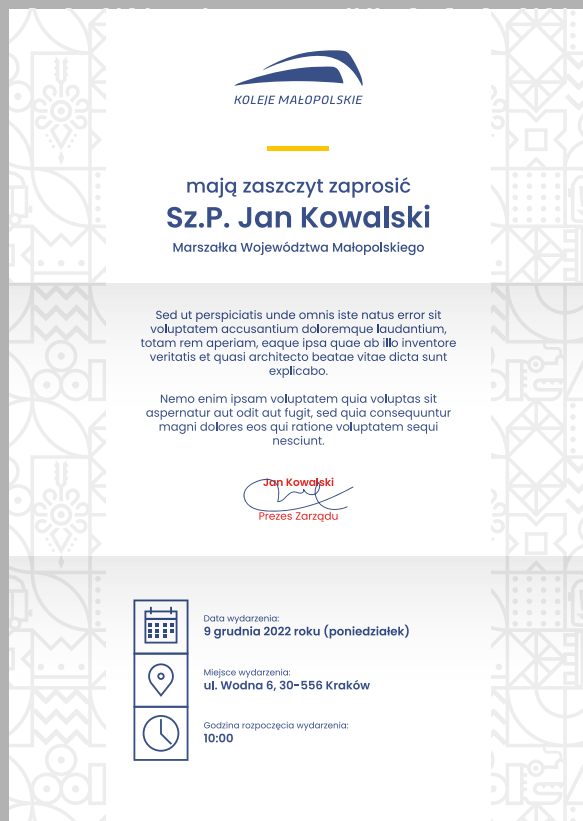 KOLEJE MAŁOPOLSKIE
mają zaszczyt zaprosić
Sz.P. Jan Kowalski
Marszałka Województwa Małopolskiego
Sed ut perspiciatis unde omnis iste natus error sit
voluptatem accusantium doloremque laudantium,
totam rem aperiam, eaque ipsa quae ab illo inventore
veritatis et quasi architecto beatae vitae dicta sunt
explicabo.
Nemo enim ipsam voluptatem quia voluptas sit
aspernatur aut odit aut fugit, sed quia consequuntur
magni dolores eos qui ratione voluptatem sequi
nesciunt.
Jan Kowalski
Prezes Zarządu
Data wydarzenia:
9 grudnia 2022 roku (poniedziałek)
Miejsce wydarzenia:
ul. Wodna 6, 30-556 Kraków
Godzina rozpoczęcia wydarzenia:
10:00